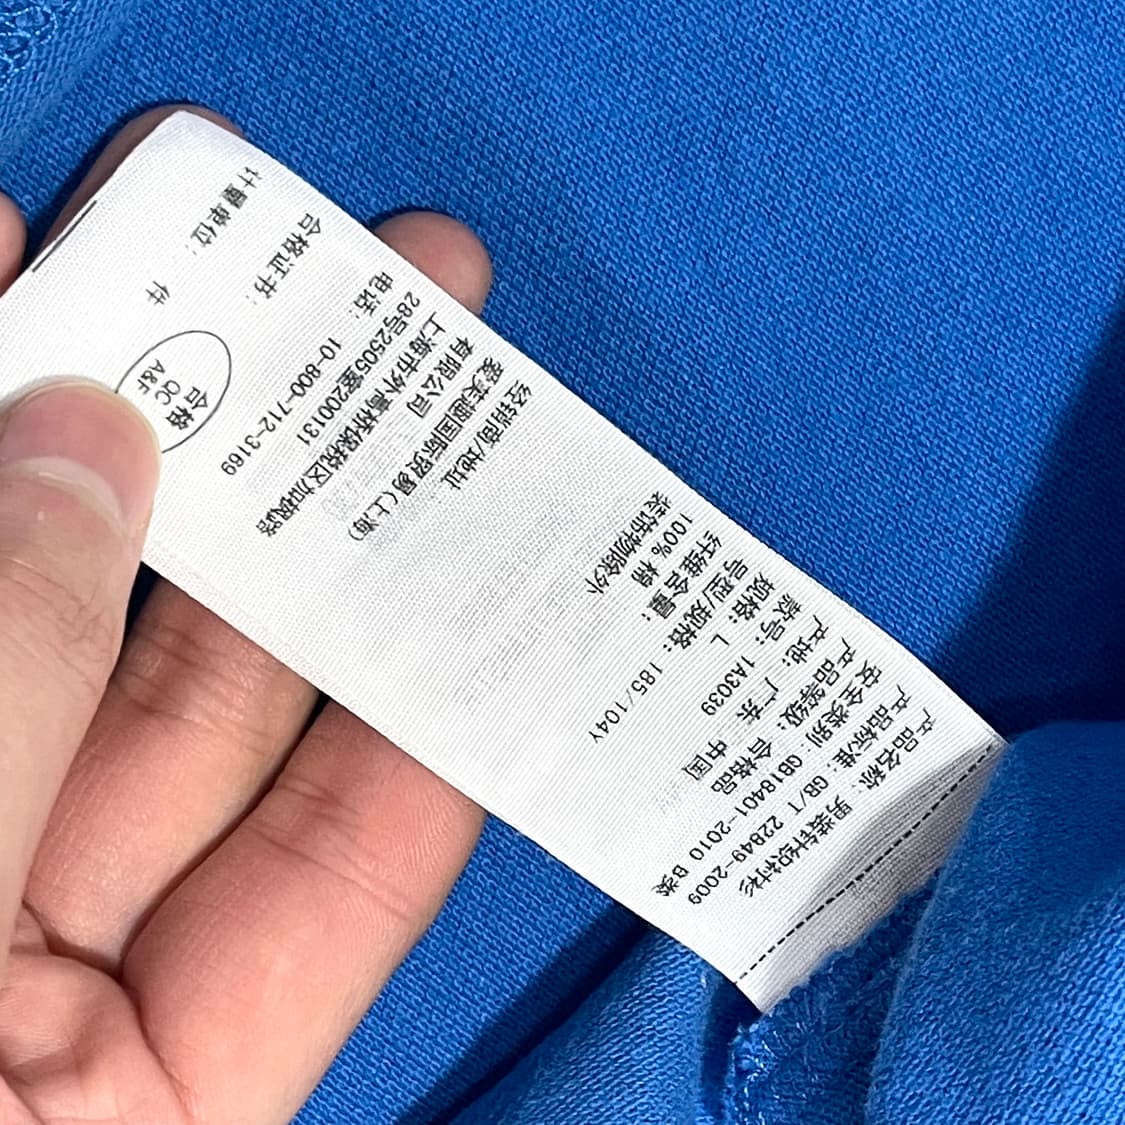 产品名称: 男装针织衬衫
产品标准: GB/T 22849-2009
安全类别: GB18401-2010 B类
产品等级: 合格品
产地: 广东 中国
款号: 1A3039
规格: L
号型/规格: 185/104Y
纤维含量:
100% 棉
装饰物除外
经销商/地址
爱芙趣国际贸易(上海)
有限公司
上海市外高桥保税区加枫路
28号2505室200131
电话:
10-800-712-3169
合格证书:
计量单位: 件
合格
QC
A&F